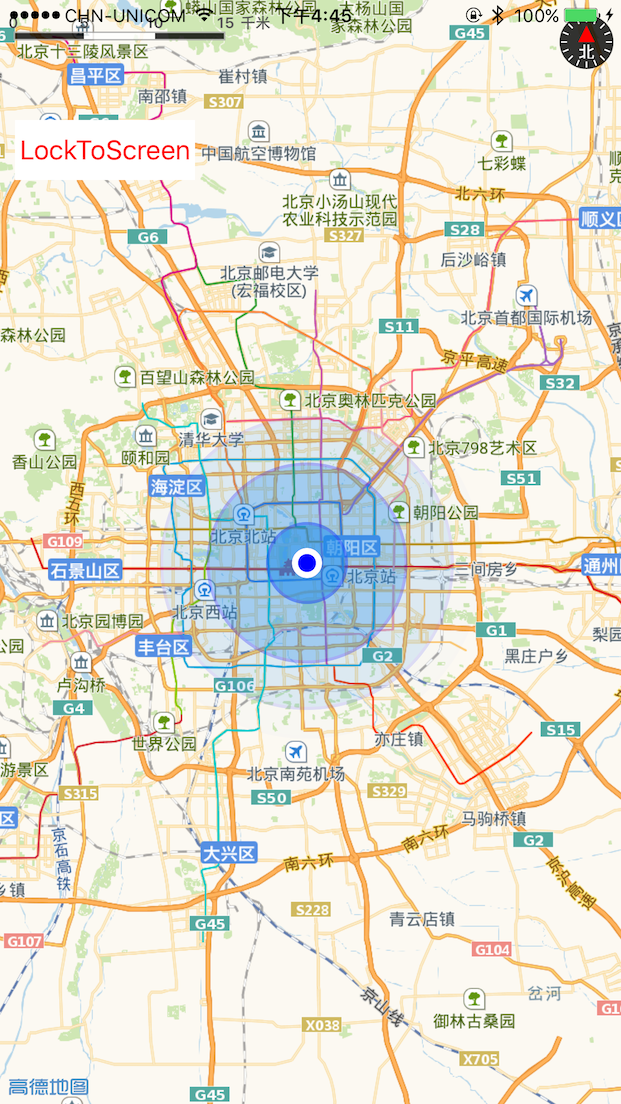 CHN-UNICOM
下午4:45
100%
蟒山国家森林公园
大杨山国
家森林公园
0
10
15 千米
G45
北
北京十三陵风景区
昌平区
崔村镇
南邵镇
S307
LockToScreen
中国航空博物馆
七彩蝶
北京小汤山现代
农业科技示范园
北六环
顺义区
S327
S28
G6
后沙峪镇
北京邮电大学
(宏福校区)
北京首都国际机场
S11
森林公园
京平高速
百望山森林公园
S32
北京奥林匹克公园
清华大学
香山公园
颐和园
北京798艺术区
海淀区
S51
西五环
朝阳公园
北京北站
G109
朝阳区
石景山区
北京站
三间房乡
通州
北京西站
北京园博园
G1
梨园
公园
丰台区
G2
黑庄户乡
卢沟桥
G106
G4
世界公园
亦庄镇
S15
游景区
北京南苑机场
S315
S50
S329
区
马驹桥镇
京石高铁
G2
大兴区
南六环
南六环
京沪高速
乡镇
S228
青云店镇
G45
G107
G104
京山线
岔河
御林古桑园
X038
X705
高德地图
G45